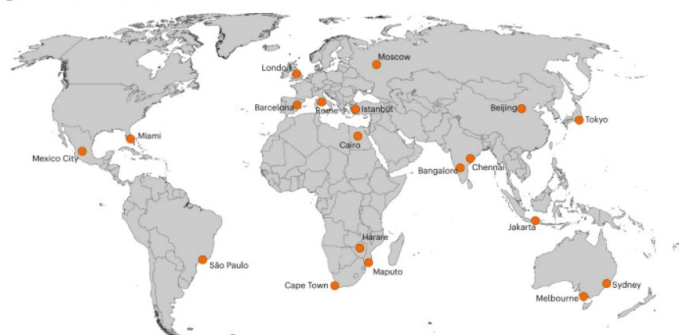 Moscow
London
Barcelona
Rome
Istanbul
Beijing
Tokyo
Miami
Mexico City
Cairo
Chennai
Bangalore
Jakarta
Harare
São Paulo
Maputo
Cape Town
Sydney
Melbourne